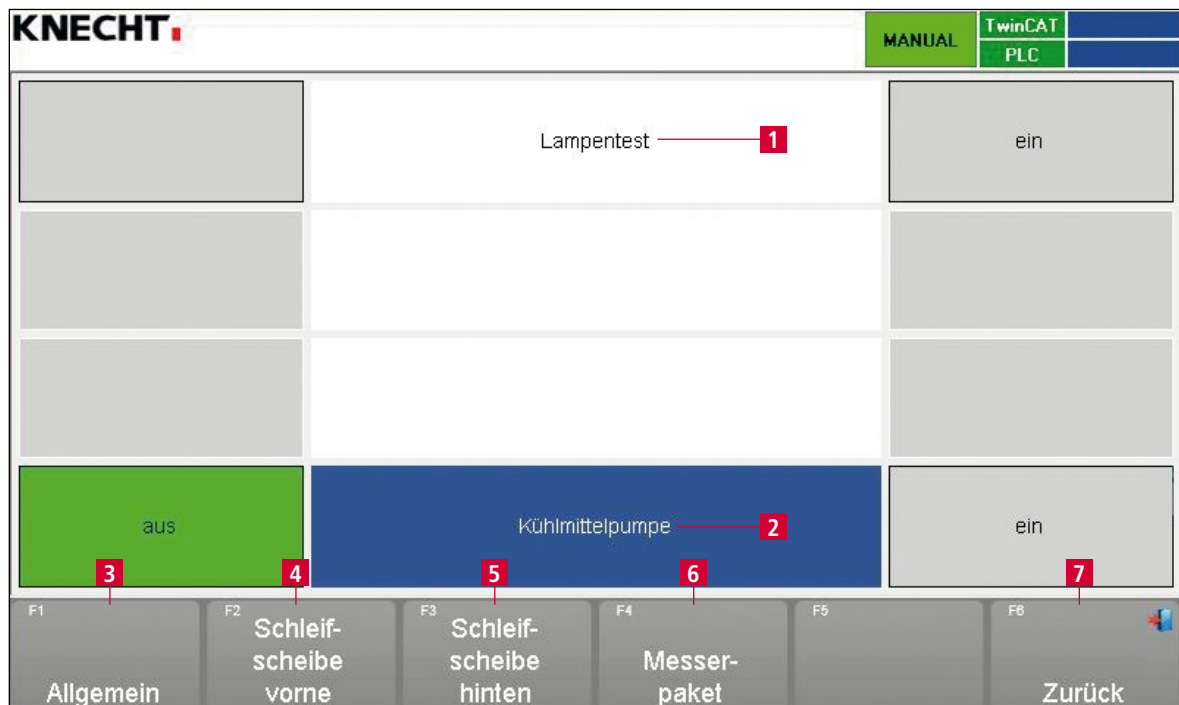 KNECHT
MANUAL
TwinCAT
PLC
Lampentest
1
ein
aus
Kühlmittelpumpe
2
ein
3
4
5
6
7
F1
Allgemein
F2
Schleif-
scheibe
vorne
F3
Schleif-
scheibe
hinten
F4
Messer-
paket
F5
F6
Zurück